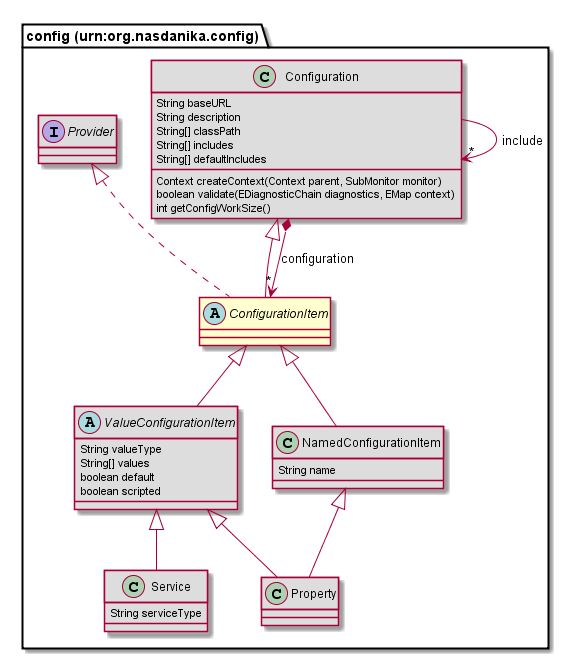 config (urn:org.nasdanika.config)
C Configuration
String baseURL
String description
String[] classPath
String[] includes
String[] defaultIncludes
Context createContext(Context parent, SubMonitor monitor)
boolean validate(EDiagnosticChain diagnostics, EMap context)
int getConfigWorkSize()
I Provider
include
*
configuration
*
A ConfigurationItem
A ValueConfigurationItem
String valueType
String[] values
boolean default
boolean scripted
C NamedConfigurationItem
String name
C Service
String serviceType
C Property